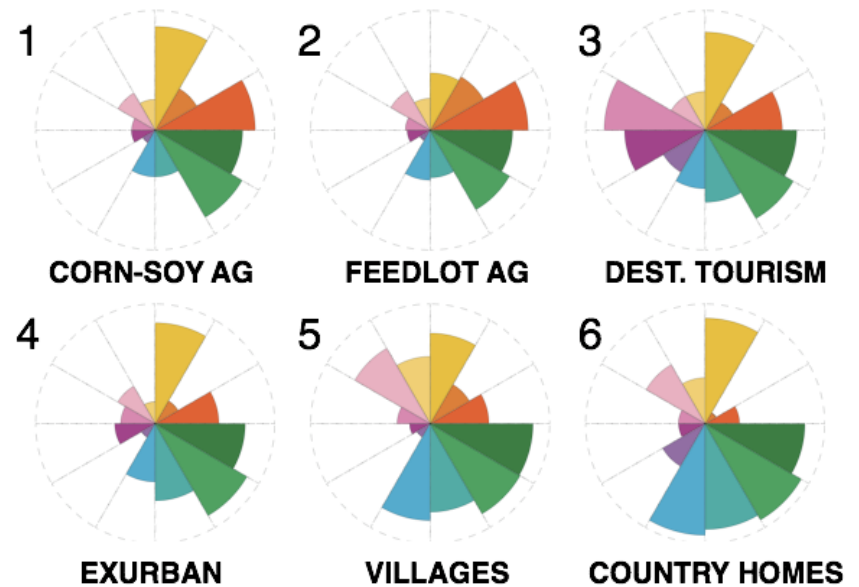 1 2 3
CORN-SOY AG FEEDLOT AG DEST. TOURISM
4 5 6
EXURBAN VILLAGES COUNTRY HOMES